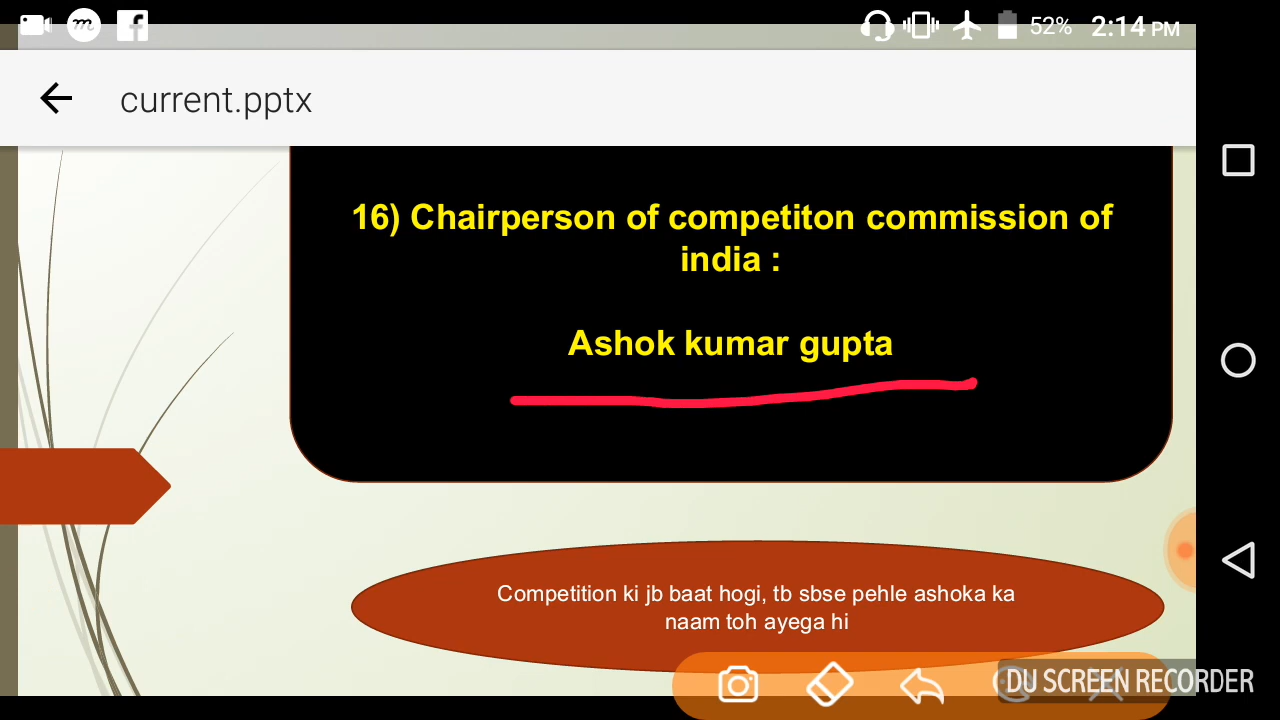 52% 2:14 PM
current.pptx
16) Chairperson of competiton commission of
india :
Ashok kumar gupta
Competition ki jb baat hogi, tb sbse pehle ashoka ka
naam toh ayega hi
DU SCREEN RECORDER